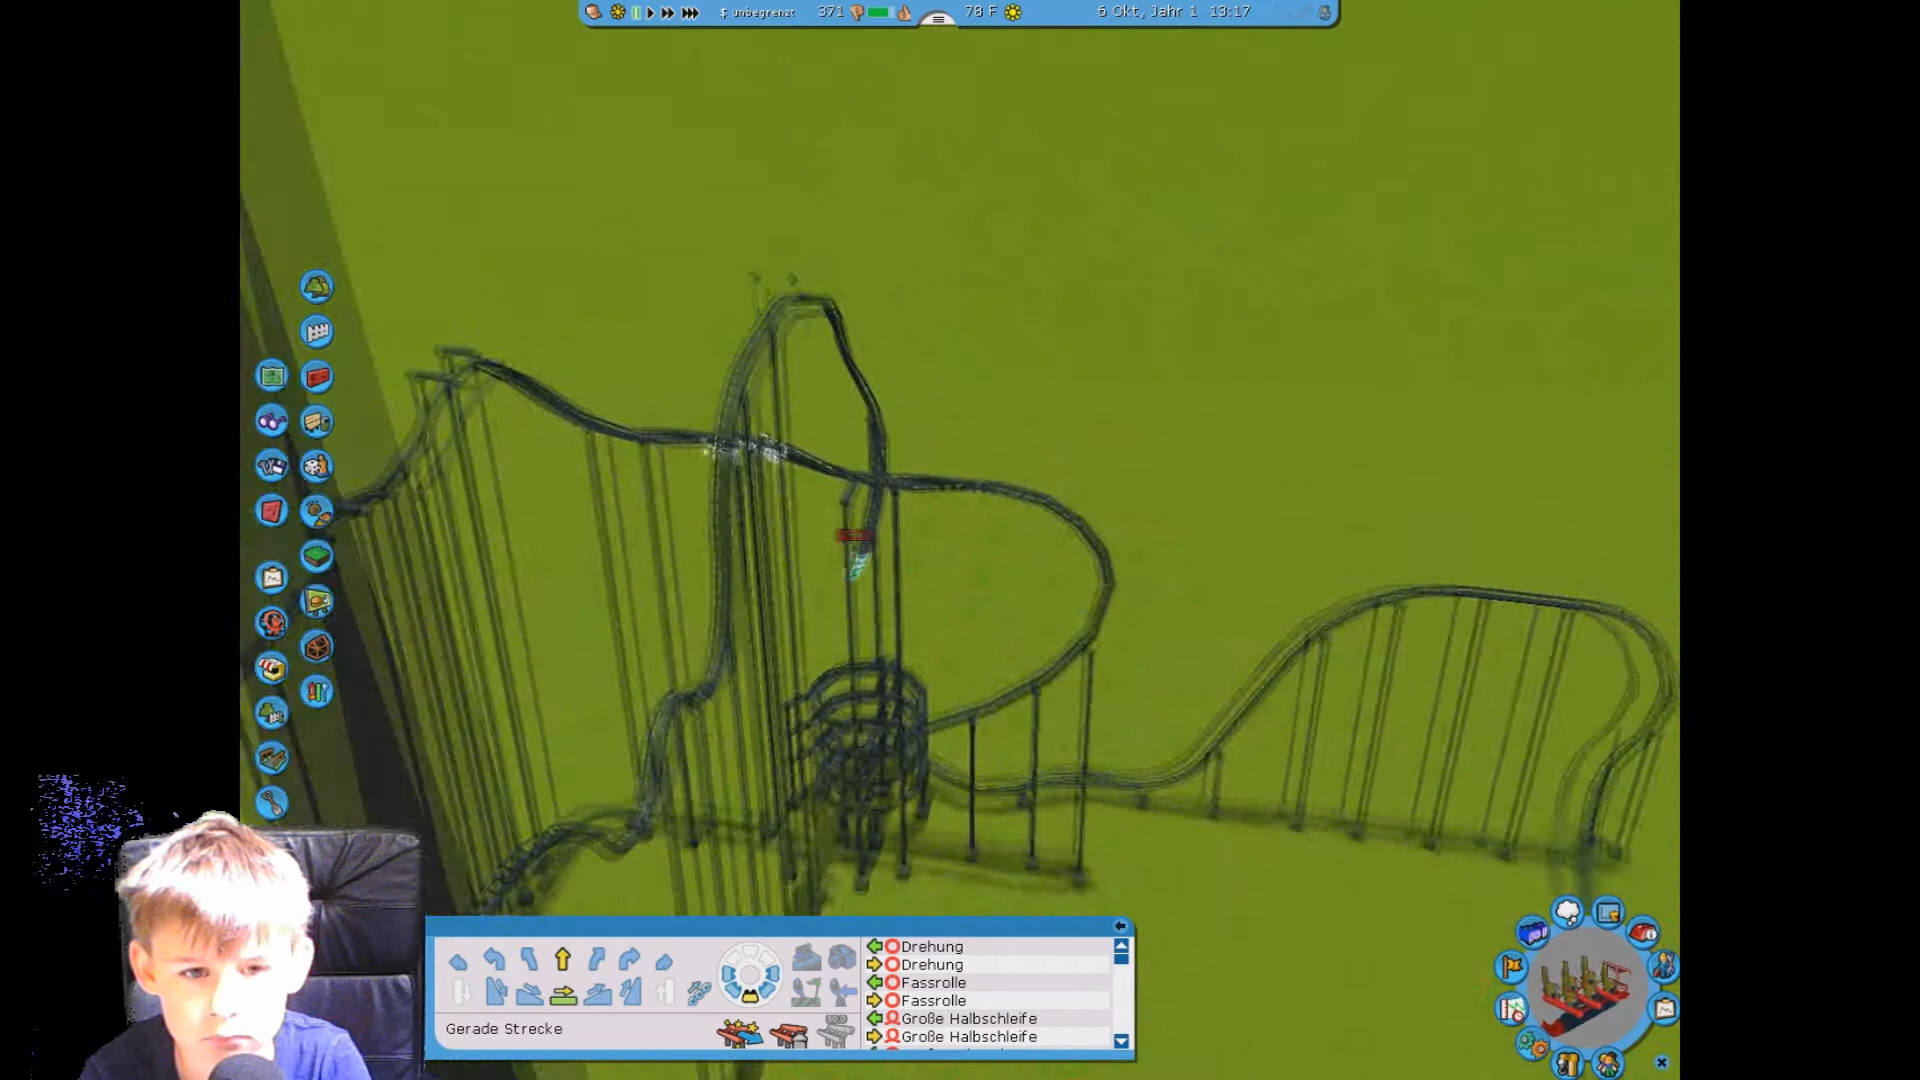 $ unbegrenzt 371 78 F 6 Okt, Jahr 1 13:17
Drehung
Drehung
Fassrolle
Fassrolle
Große Halbschleife
Große Halbschleife
Gerade Strecke